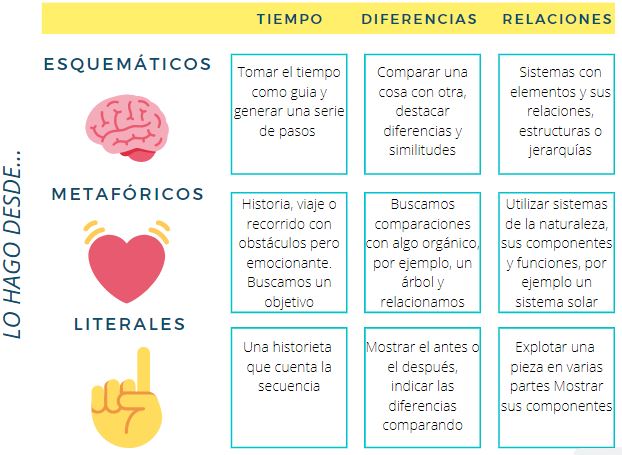 TIEMPO DIFERENCIAS RELACIONES
LO HAGO DESDE...
ESQUEMÁTICOS
Tomar el tiempo
como guia y
generar una serie
de pasos
Comparar una
cosa con otra,
destacar
diferencias y
similitudes
Sistemas con
elementos y sus
relaciones,
estructuras o
jerarquías
METAFÓRICOS
Historia, viaje o
recorrido con
obstáculos pero
emocionante.
Buscamos un
objetivo
Buscamos
comparaciones
con algo orgánico,
por ejemplo, un
árbol y
relacionamos
Utilizar sistemas
de la naturaleza,
sus componentes
y funciones, por
ejemplo un
sistema solar
LITERALES
Una historieta
que cuenta la
secuencia
Mostrar el antes o
el después,
indicar las
diferencias
comparando
Explotar una
pieza en varias
partes Mostrar
sus componentes